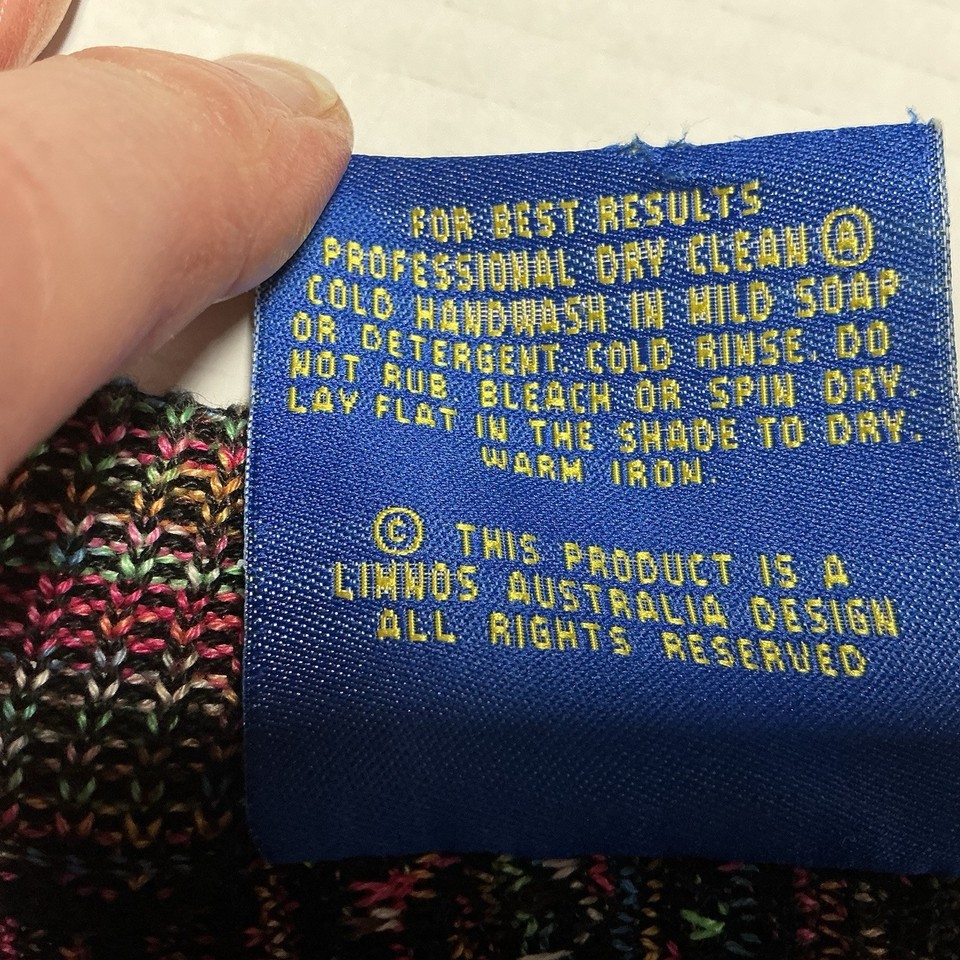 FOR BEST RESULTS
PROFESSIONAL DRY CLEAN Ⓐ
COLD HANDWASH IN MILD SOAP
OR DETERGENT. COLD RINSE. DO
NOT RUB. BLEACH OR SPIN DRY.
LAY FLAT IN THE SHADE TO DRY.
WARM IRON.
© THIS PRODUCT IS A
LIMNOS AUSTRALIA DESIGN
ALL RIGHTS RESERVED